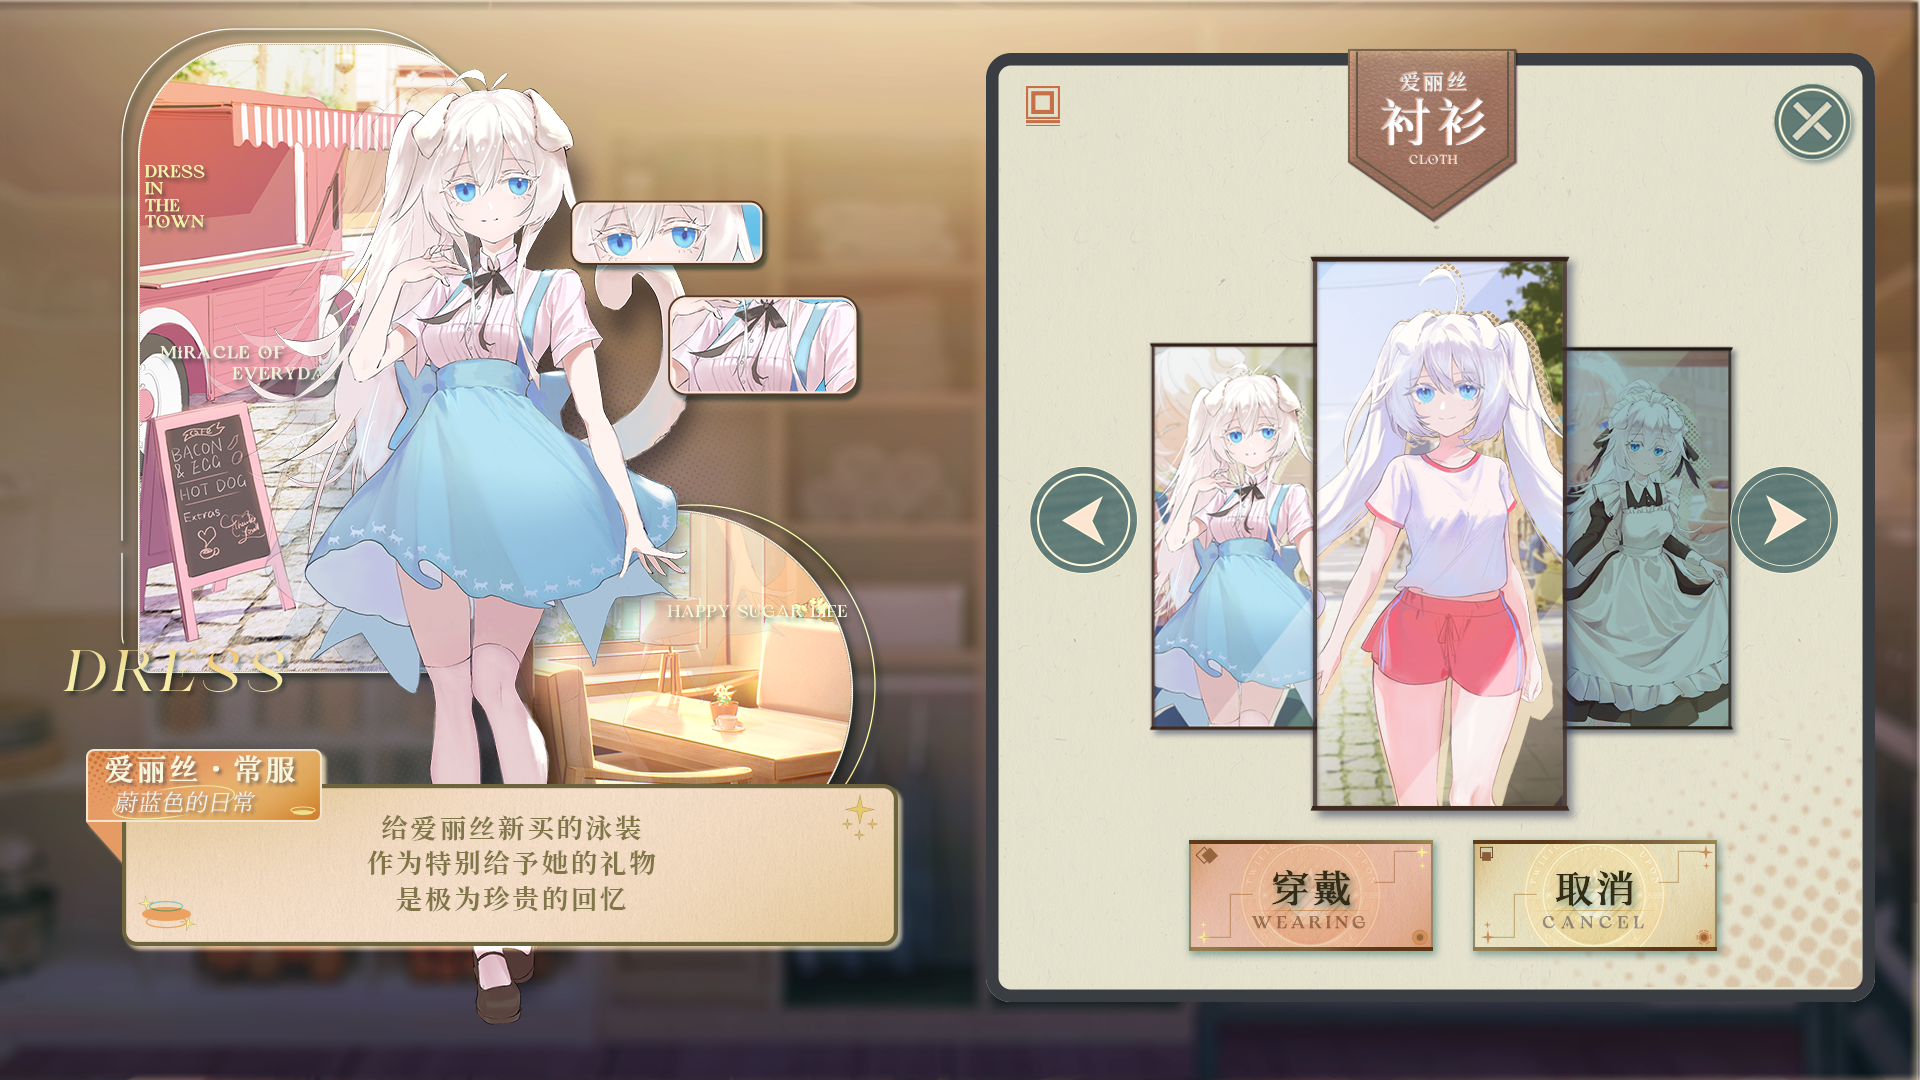 DRESS
IN
THE
TOWN
MIRACLE OF
EVERYDA
BACON
& EGG
HOT DOG
Extras
HAPPY SUGAR LIFE
DRESS
爱丽丝·常服
蔚蓝色的日常
给爱丽丝新买的泳装
作为特别给予她的礼物
是极为珍贵的回忆
爱丽丝
衬衫
CLOTH
穿戴
WEARING
取消
CANCEL